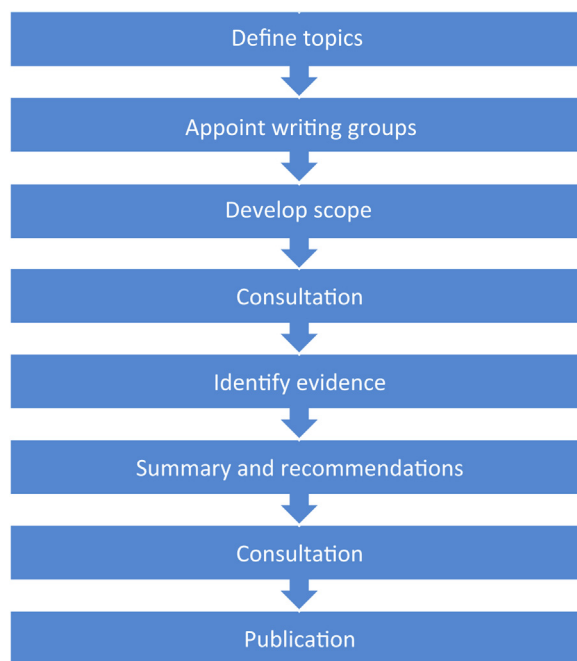 Define topics
Appoint writing groups
Develop scope
Consultation
Identify evidence
Summary and recommendations
Consultation
Publication